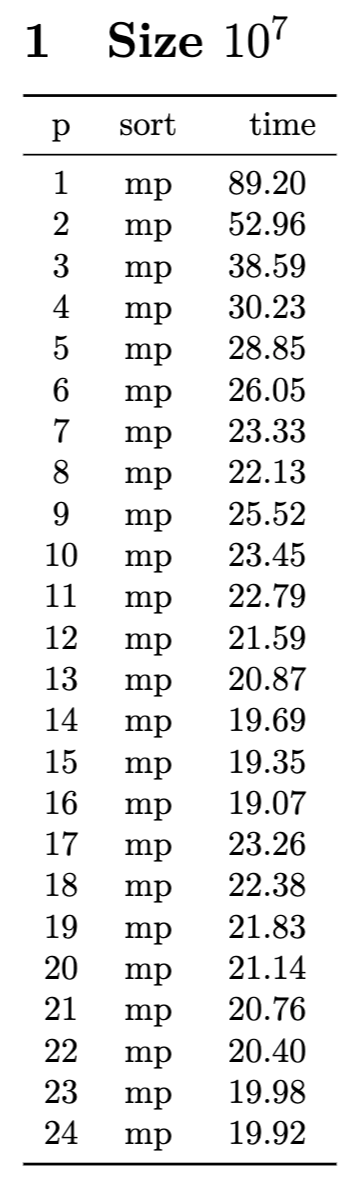 1 Size 10⁷
p sort time
1 mp 89.20
2 mp 52.96
3 mp 38.59
4 mp 30.23
5 mp 28.85
6 mp 26.05
7 mp 23.33
8 mp 22.13
9 mp 25.52
10 mp 23.45
11 mp 22.79
12 mp 21.59
13 mp 20.87
14 mp 19.69
15 mp 19.35
16 mp 19.07
17 mp 23.26
18 mp 22.38
19 mp 21.83
20 mp 21.14
21 mp 20.76
22 mp 20.40
23 mp 19.98
24 mp 19.92